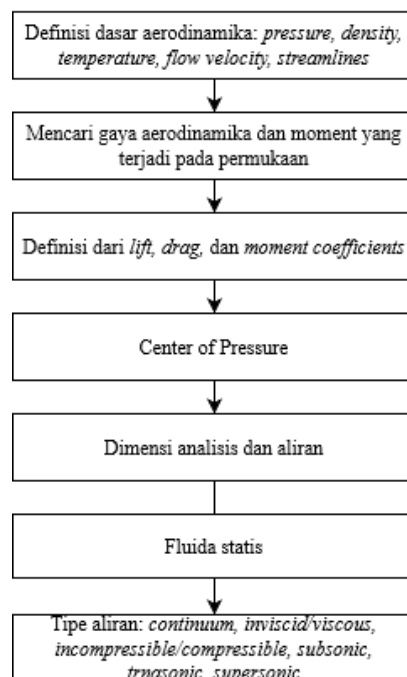 Definisi dasar aerodinamika: pressure, density,
temperature, flow velocity, streamlines
Mencari gaya aerodinamika dan moment yang
terjadi pada permukaan
Definisi dari lift, drag, dan moment coefficients
Center of Pressure
Dimensi analisis dan aliran
Fluida statis
Tipe aliran: continuum, inviscid/viscous,
incompressible/compressible, subsonic,
trnasonic, supersonic